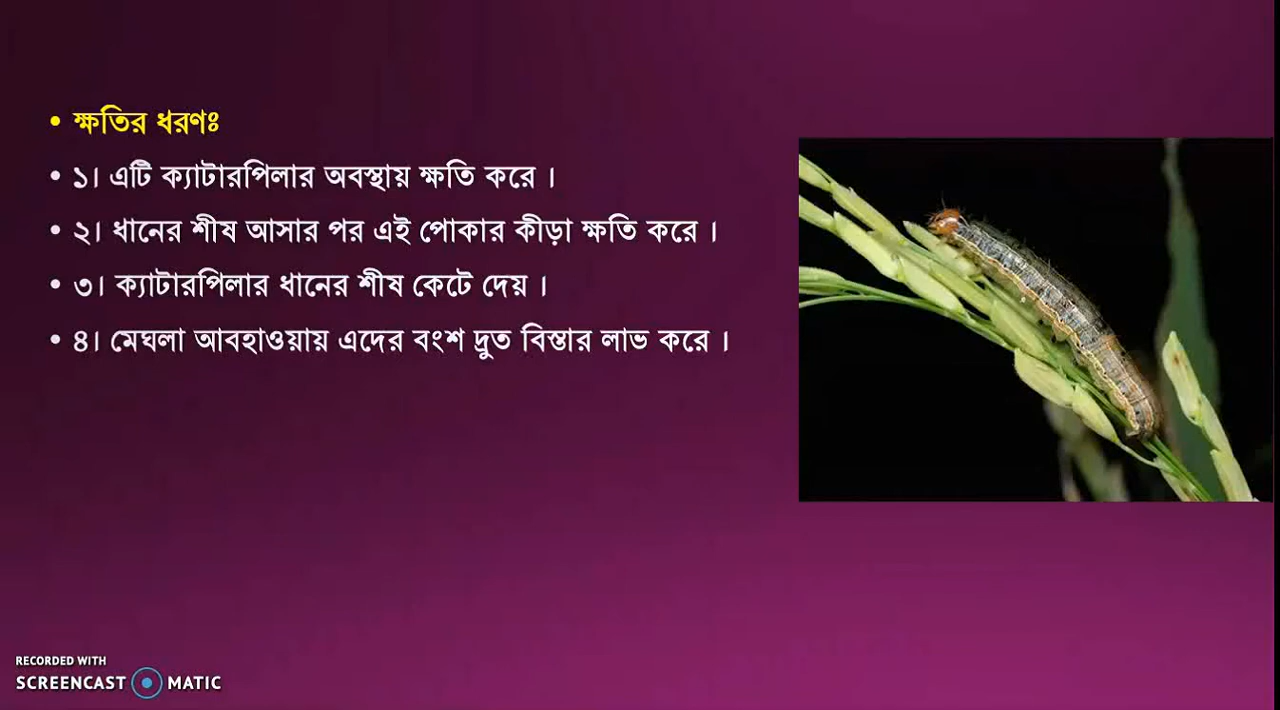 • ক্ষতির ধরণঃ
• ১। এটি ক্যাটারপিলার অবস্থায় ক্ষতি করে ।
• ২। ধানের শীষ আসার পর এই পোকার কীড়া ক্ষতি করে ।
• ৩। ক্যাটারপিলার ধানের শীষ কেটে দেয় ।
• ৪। মেঘলা আবহাওয়ায় এদের বংশ দ্রুত বিস্তার লাভ করে ।
RECORDED WITH
SCREENCAST MATIC